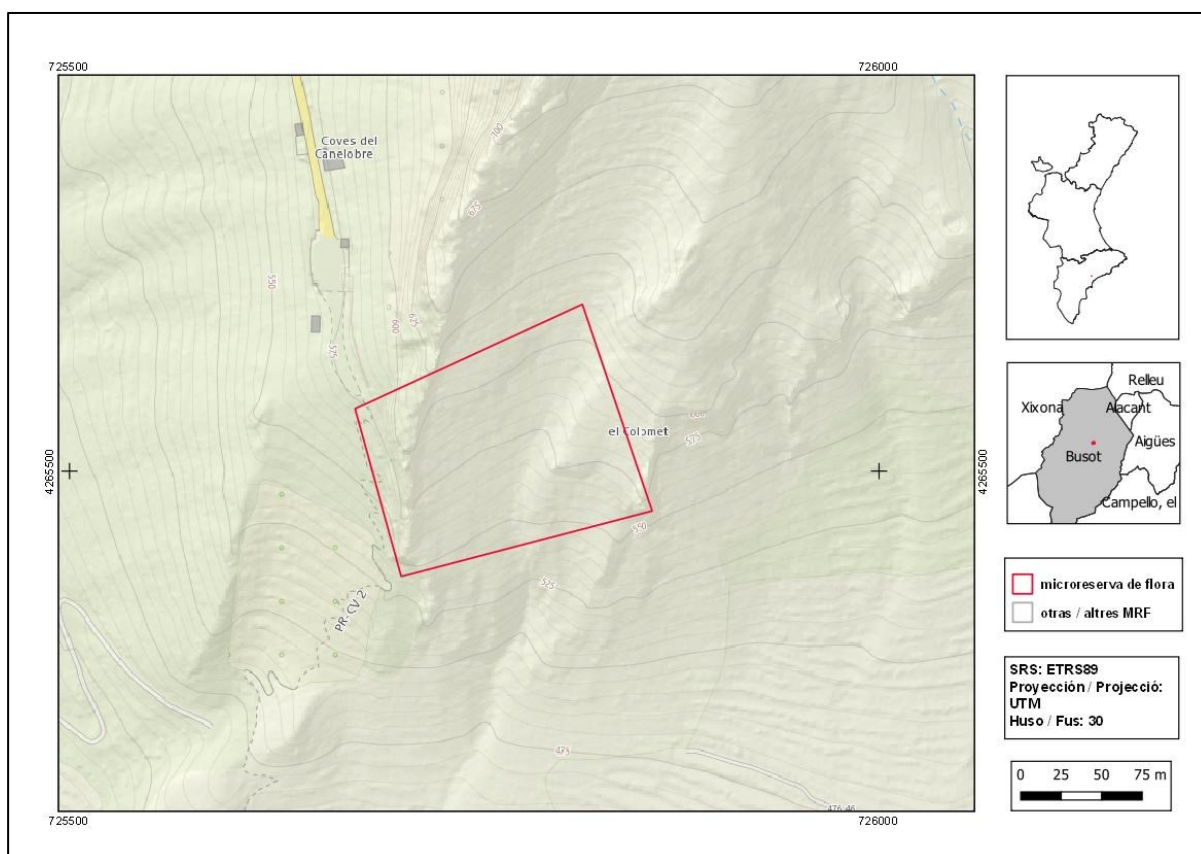 725500
726000
Coves del
Canelobre
700
675
550
625
600
525
el Colomet
600
575
4265500
4265500
550
525
PR-CV 2
475
476.46
725500
726000
Relleu
Xixona
Alacant
Aigües
Busot
Campello, el
microreserva de flora
otras / altres MRF
SRS: ETRS89
Proyección / Projecció:
UTM
Huso / Fus: 30
0 25 50 75 m